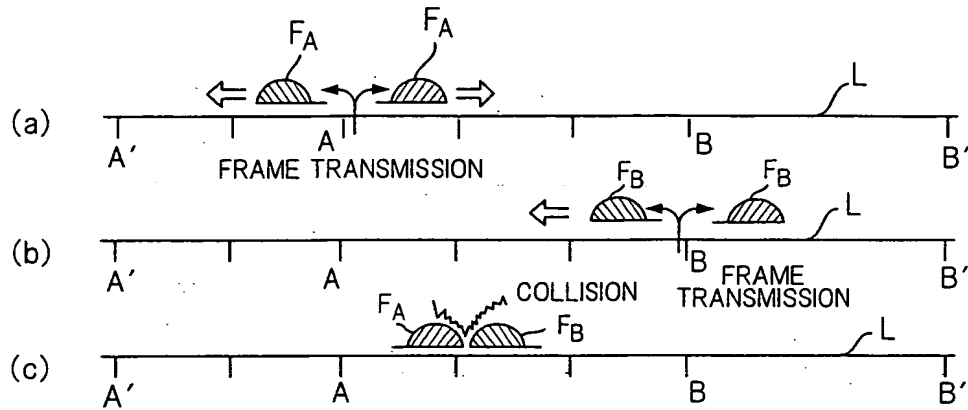 F_A F_A
L
(a)
A' A B B'
FRAME TRANSMISSION
F_B F_B
L
(b)
A' A B B'
FRAME
TRANSMISSION
COLLISION
F_A F_B
L
(c)
A' A B B'